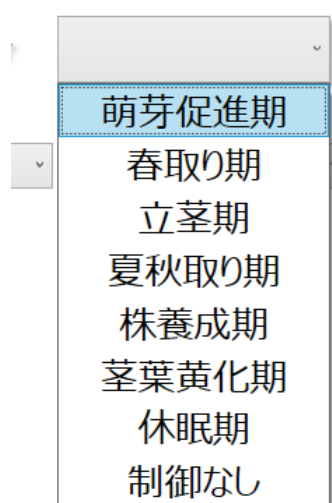 萌芽促進期
春取り期
立茎期
夏秋取り期
株養成期
茎葉黄化期
休眠期
制御なし